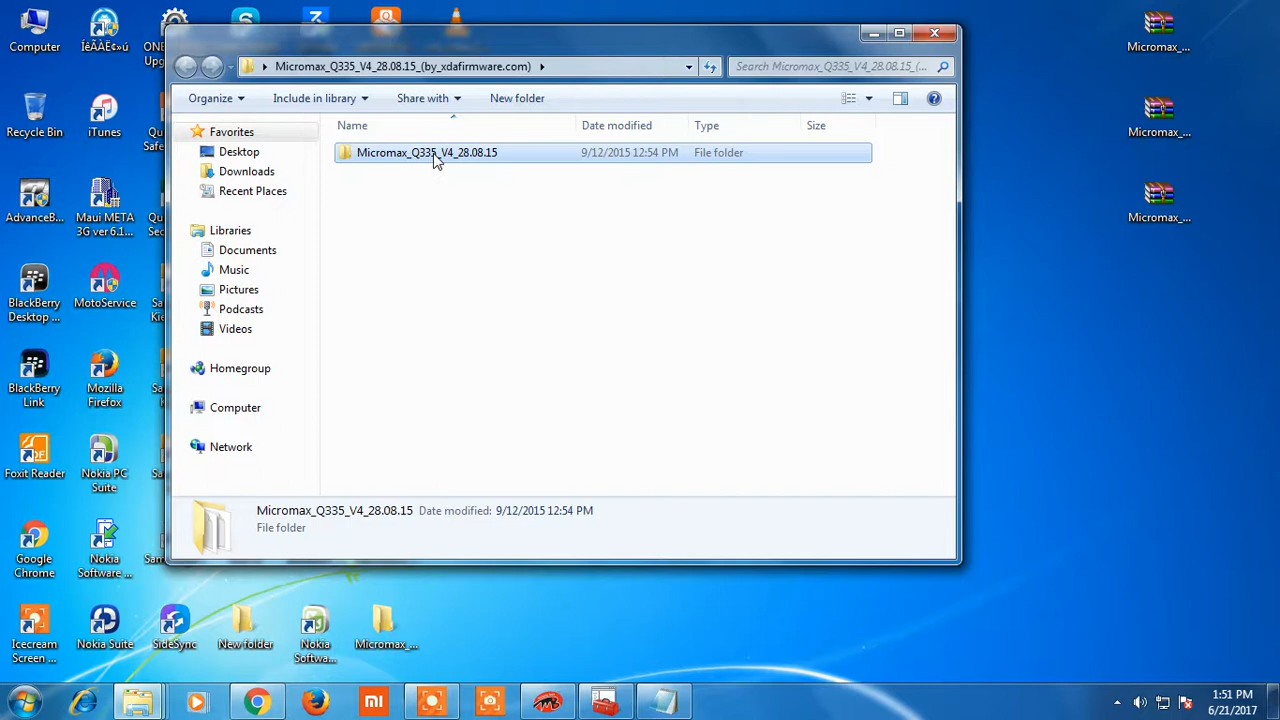 Computer
ÍêÃÀË¢»ú
ONE
Upg
Micromax_...
Micromax_Q335_V4_28.08.15_(by_xdafirmware.com)
Search Micromax_Q335_V4_28.08.15_(...
Organize
Include in library
Share with
New folder
Name
Date modified
Type
Size
Favorites
Desktop
Downloads
Recent Places
Libraries
Documents
Music
Pictures
Podcasts
Videos
Homegroup
Computer
Network
Micromax_Q335_V4_28.08.15
9/12/2015 12:54 PM
File folder
Micromax_Q335_V4_28.08.15 Date modified: 9/12/2015 12:54 PM
File folder
Recycle Bin
iTunes
Qu
Safe
AdvanceB...
Maui META
3G ver 6.1...
Qu
Sec
BlackBerry
Desktop ...
MotoService
Sa
Kie
BlackBerry
Link
Mozilla
Firefox
Sa
Foxit Reader
Nokia PC
Suite
Sa
Google
Chrome
Nokia
Software ...
Sam
Icecream
Screen ...
Nokia Suite
SideSync
New folder
Nokia
Softwa...
Micromax_...
Micromax_...
Micromax_...
1:51 PM
6/21/2017